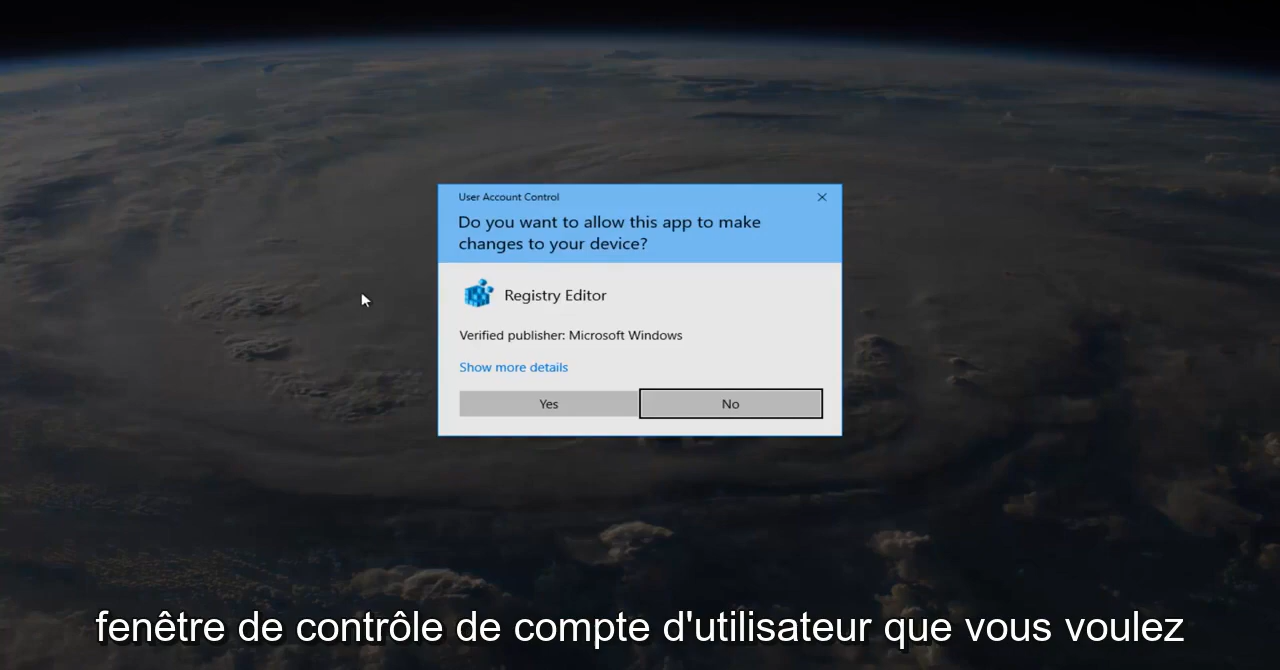 User Account Control
Do you want to allow this app to make
changes to your device?
Registry Editor
Verified publisher: Microsoft Windows
Show more details
Yes
No
fenêtre de contrôle de compte d'utilisateur que vous voulez